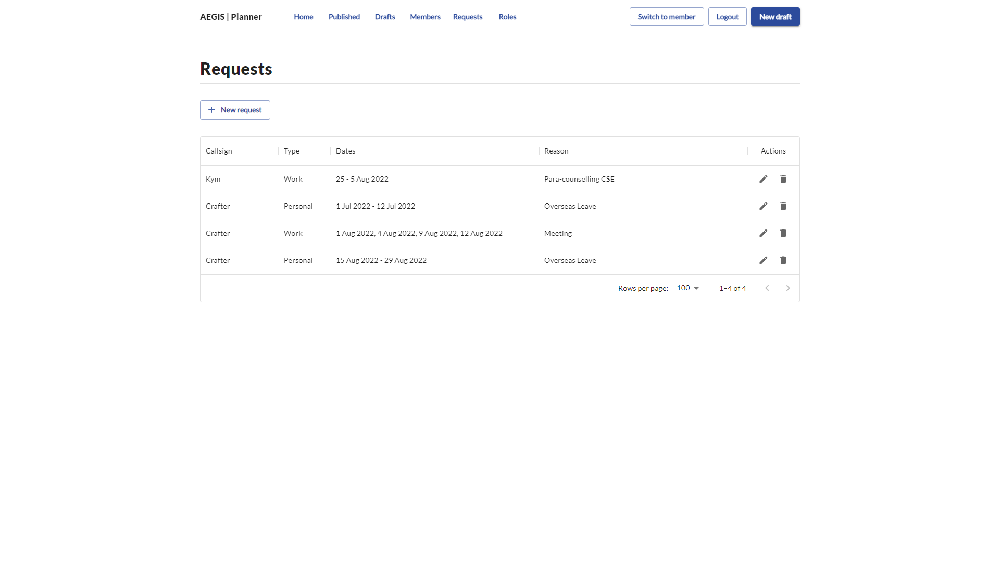 AEGIS | Planner Home Published Drafts Members Requests Roles Switch to member Logout New draft
Requests
+ New request
Callsign Type Dates Reason Actions
Kym Work 25 - 5 Aug 2022 Para-counselling CSE
Crafter Personal 1 Jul 2022 - 12 Jul 2022 Overseas Leave
Crafter Work 1 Aug 2022, 4 Aug 2022, 9 Aug 2022, 12 Aug 2022 Meeting
Crafter Personal 15 Aug 2022 - 29 Aug 2022 Overseas Leave
Rows per page: 100 1–4 of 4